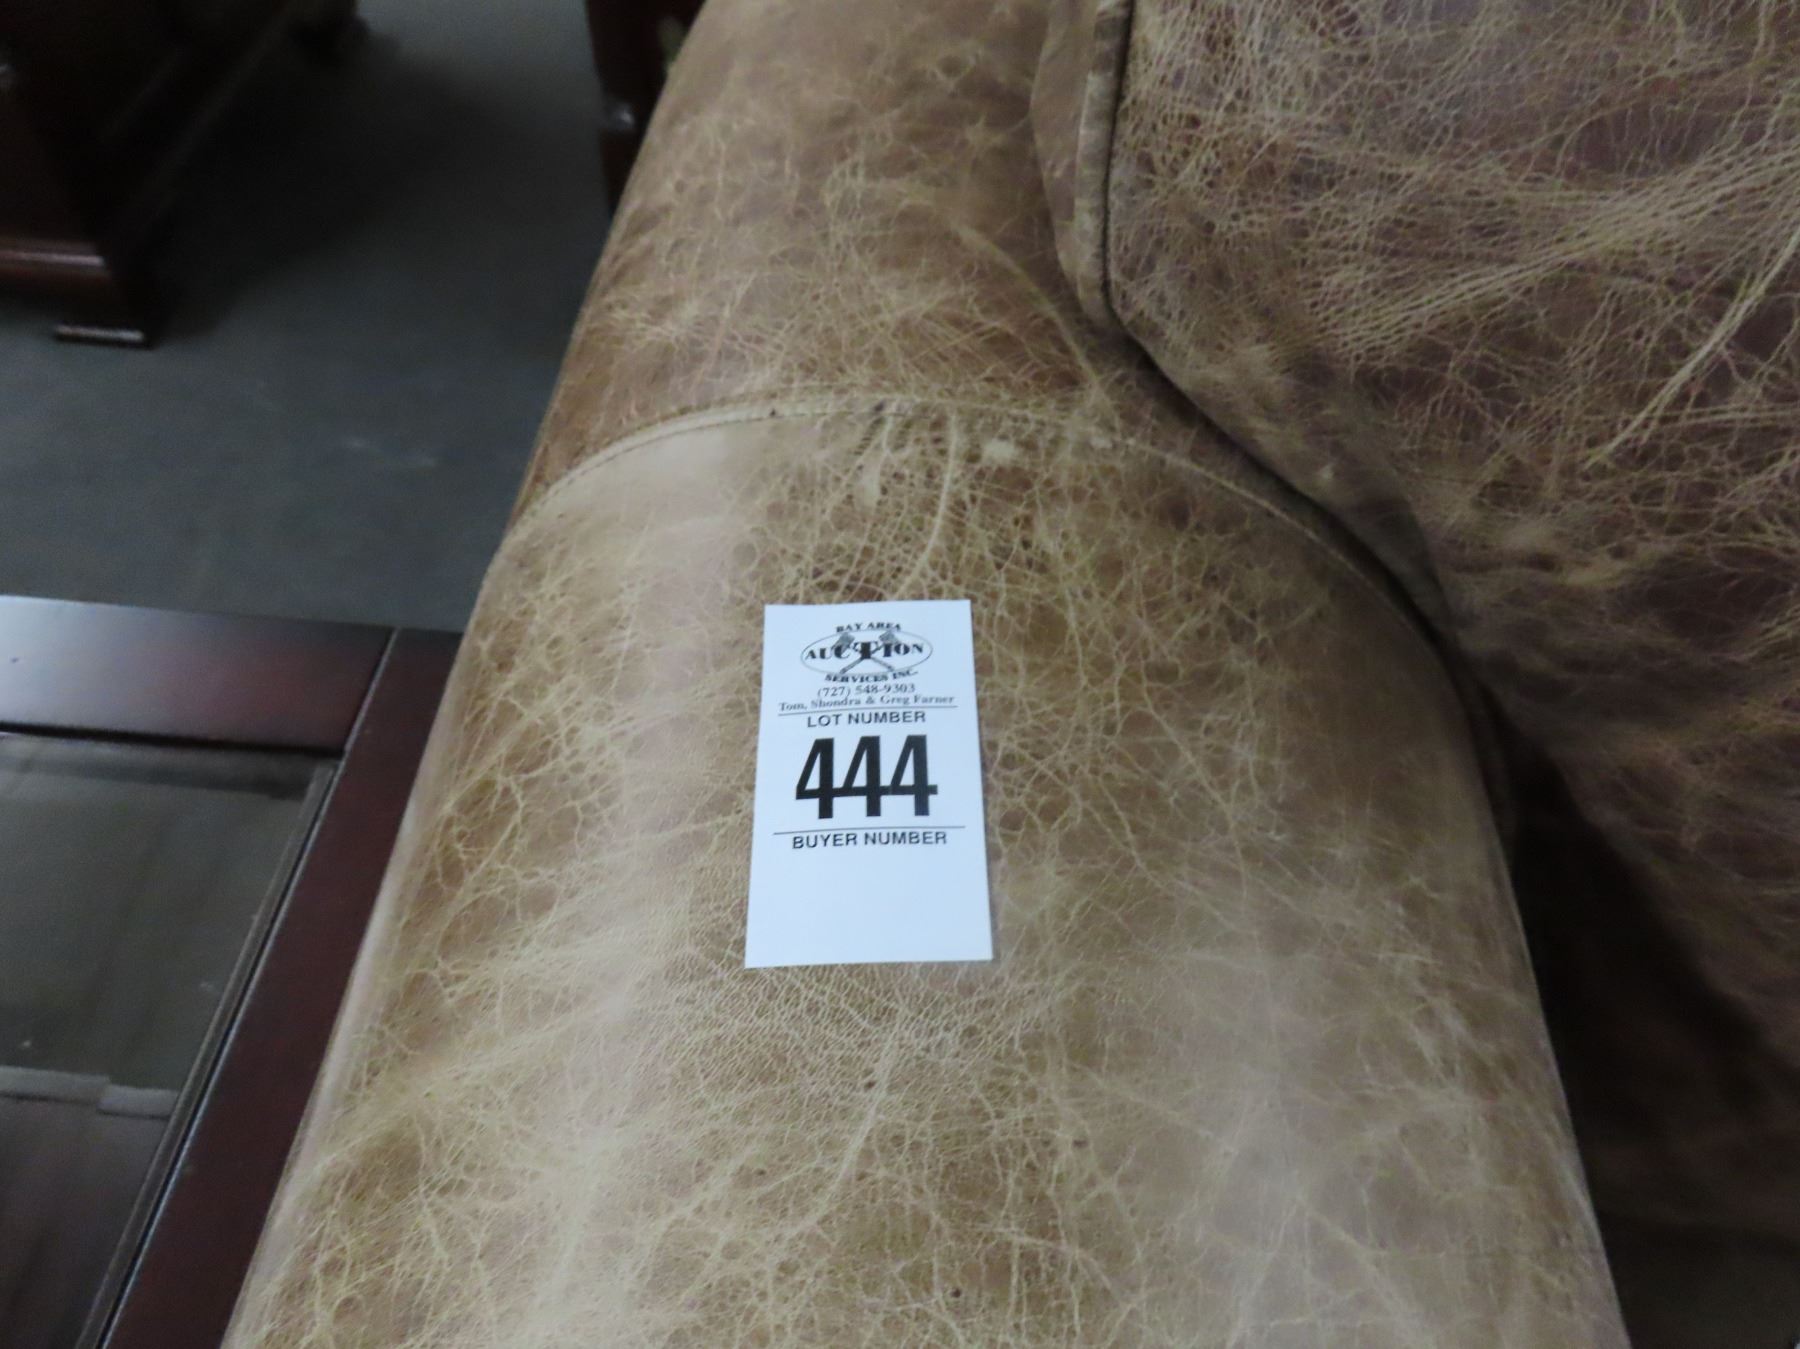 BAY AREA
AUCTION
SERVICES INC.
(727) 548-9303
Tom, Shondra & Greg Farner
LOT NUMBER
444
BUYER NUMBER